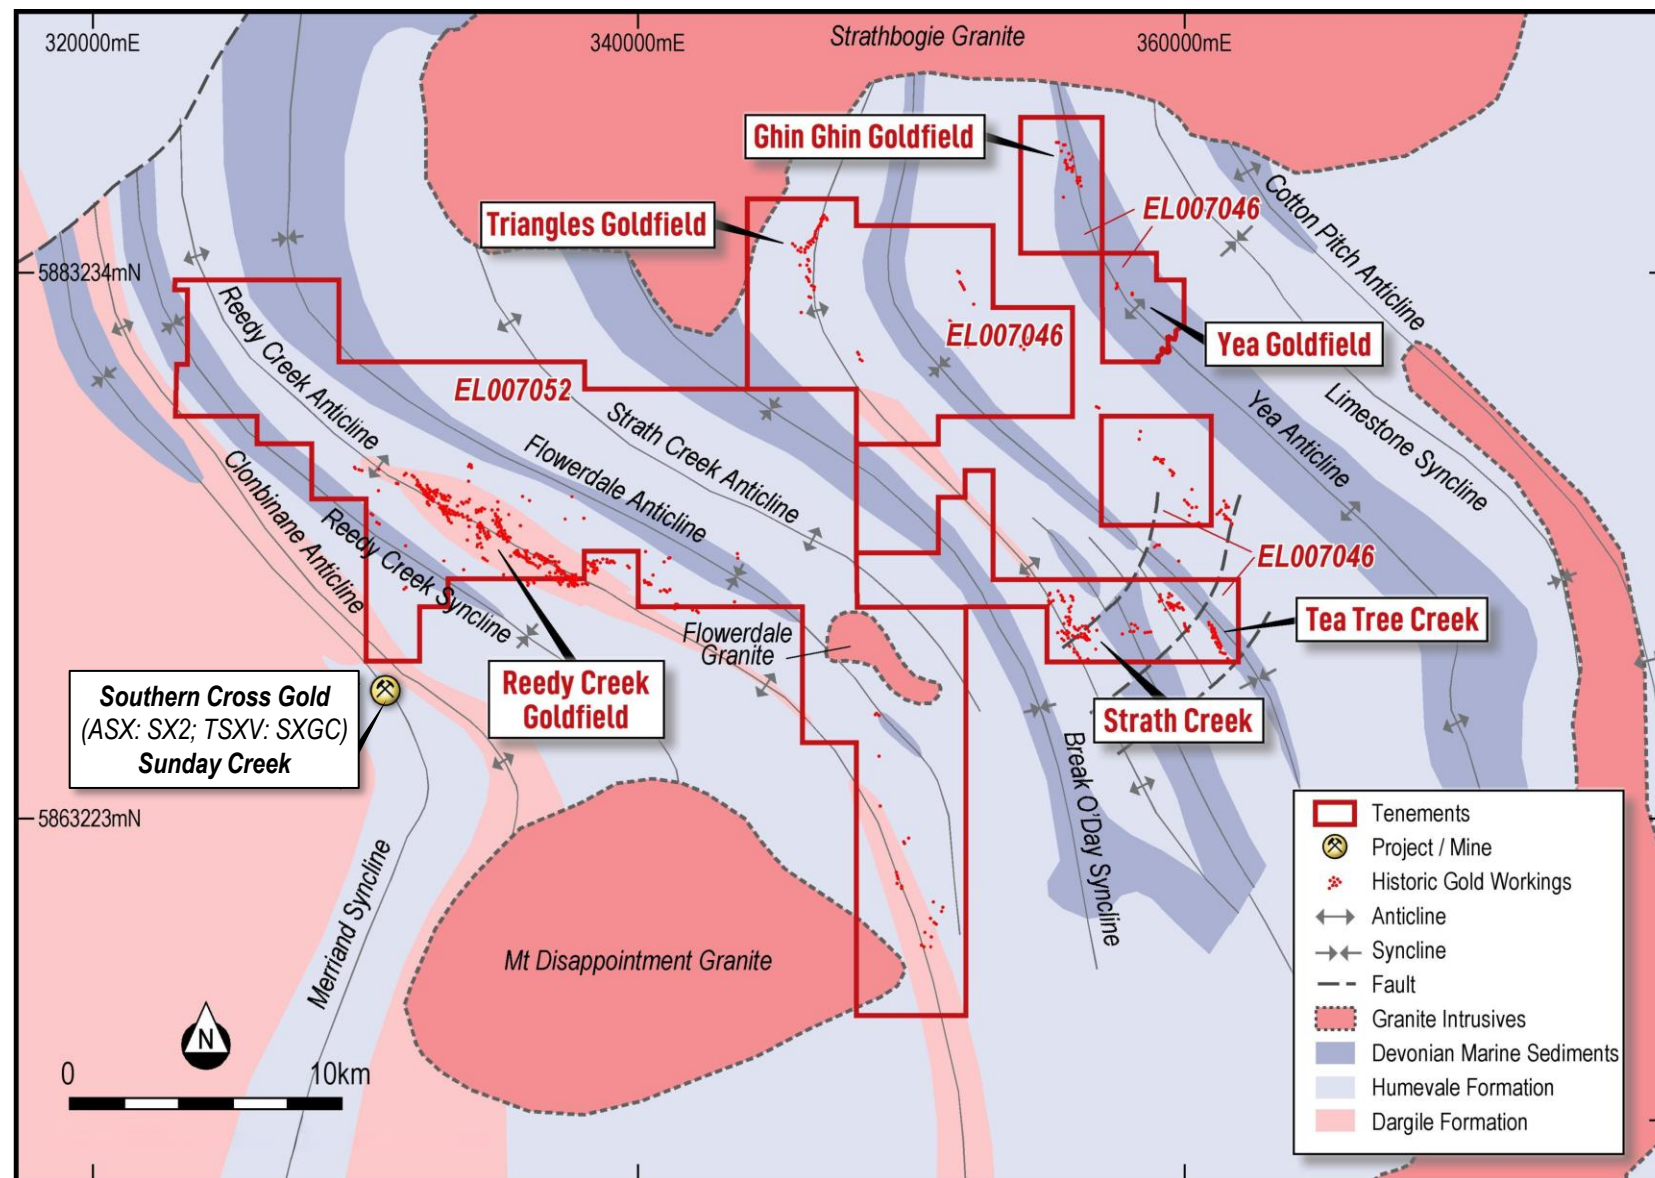 320000mE
340000mE
Strathbogie Granite
360000mE
Ghin Ghin Goldfield
Cotton Pitch Anticline
EL007046
Triangles Goldfield
5883234mN
Reedy Creek Anticline
EL007046
Yea Goldfield
EL007052
Strath Creek Anticline
Flowerdale Anticline
Yea Anticline
Limestone Syncline
Clonbinane Anticline
Reedy Creek Syncline
EL007046
Tea Tree Creek
Flowerdale
Granite
Reedy Creek
Goldfield
Strath Creek
Southern Cross Gold
(ASX: SX2; TSXV: SXGC)
Sunday Creek
Break O'Day Syncline
5863223mN
Merriand Syncline
Mt Disappointment Granite
N
0
10km
Tenements
Project / Mine
Historic Gold Workings
Anticline
Syncline
Fault
Granite Intrusives
Devonian Marine Sediments
Humevale Formation
Dargile Formation